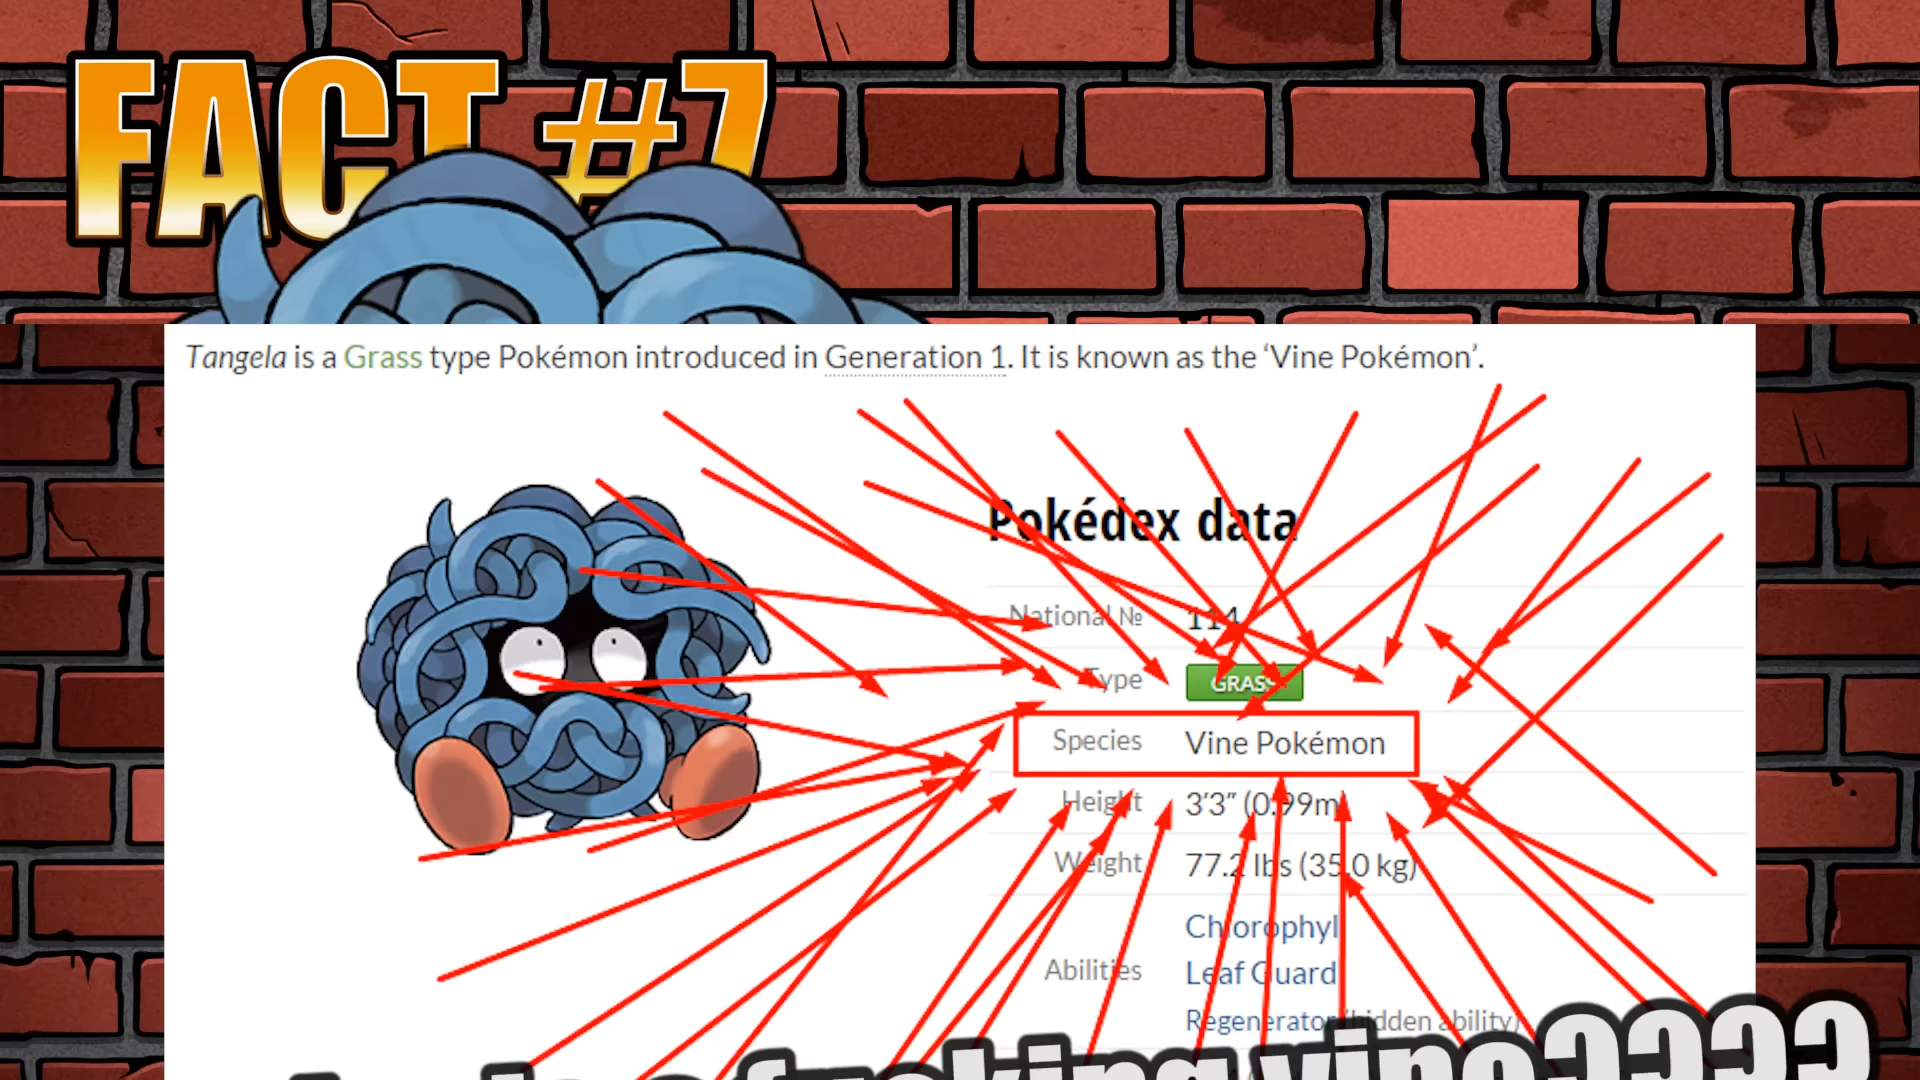 FACT #7
Tangela is a Grass type Pokémon introduced in Generation 1. It is known as the ‘Vine Pokémon’.
Pokédex data
National № 114
Type GRASS
Species Vine Pokémon
Height 3′3″ (0.99m)
Weight 77.2 lbs (35.0 kg)
Abilities Chlorophyll
Leaf Guard
Regenerator (hidden ability)
fucking vine????